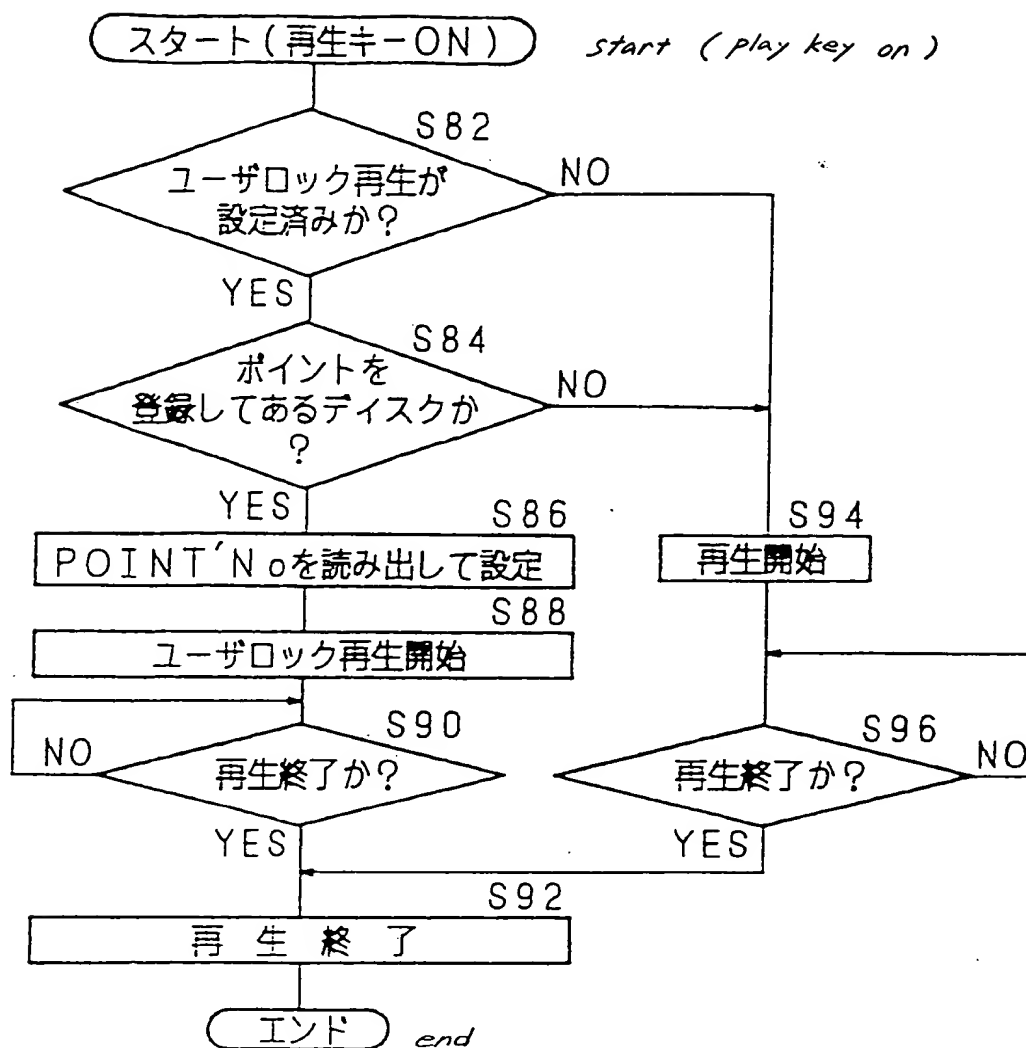 スタート(再生キーON) start (play key on)
S82
ユーザロック再生が
設定済みか?
NO
YES
S84
ポイントを
登録してあるディスクか
?
NO
YES
S86
POINT'Noを読み出して設定
S94
再生開始
S88
ユーザロック再生開始
S90
再生終了か?
NO
YES
S96
再生終了か?
NO
YES
S92
再生終了
エンド end